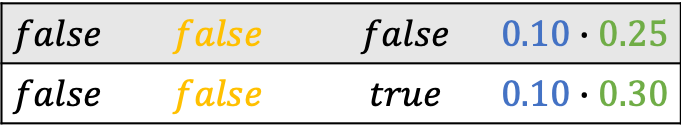 false false false 0.10 · 0.25
false false true 0.10 · 0.30